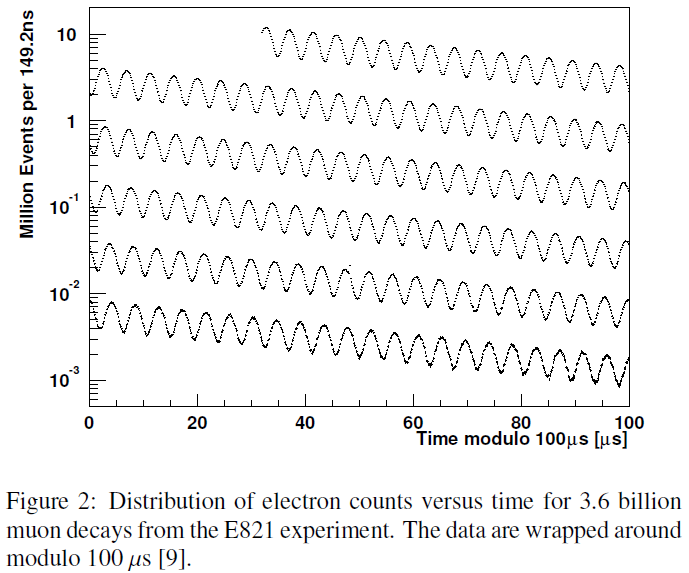 Million Events per 149.2ns
10
1
10-1
10-2
10-3
0 20 40 60 80 100
Time modulo 100μs [μs]
Figure 2: Distribution of electron counts versus time for 3.6 billion
muon decays from the E821 experiment. The data are wrapped around
modulo 100 μs [9].